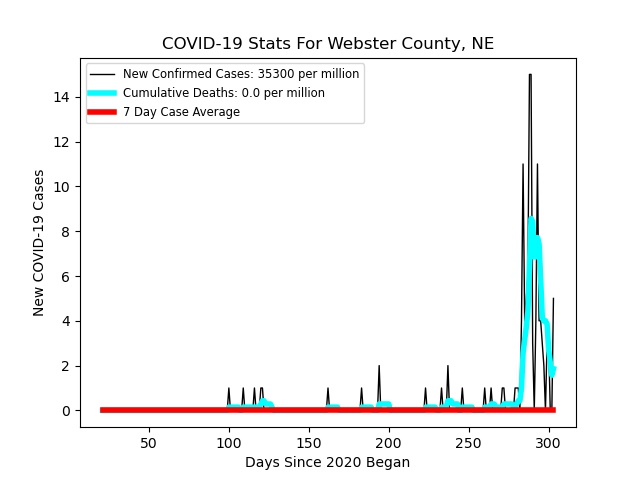 COVID-19 Stats For Webster County, NE
New Confirmed Cases: 35300 per million
Cumulative Deaths: 0.0 per million
7 Day Case Average
14
12
10
8
6
4
2
0
New COVID-19 Cases
50 100 150 200 250 300
Days Since 2020 Began